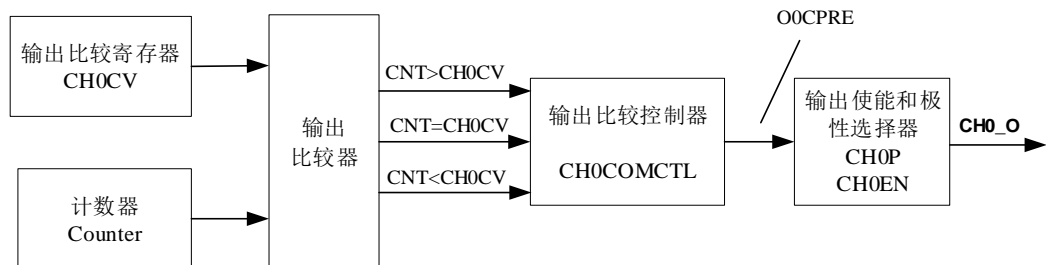 O0CPRE
输出比较寄存器
CH0CV
计数器
Counter
输出
比较器
CNT>CH0CV
CNT=CH0CV
CNT<CH0CV
输出比较控制器
CH0COMCTL
输出使能和极
性选择器
CH0P
CH0EN
CH0_O